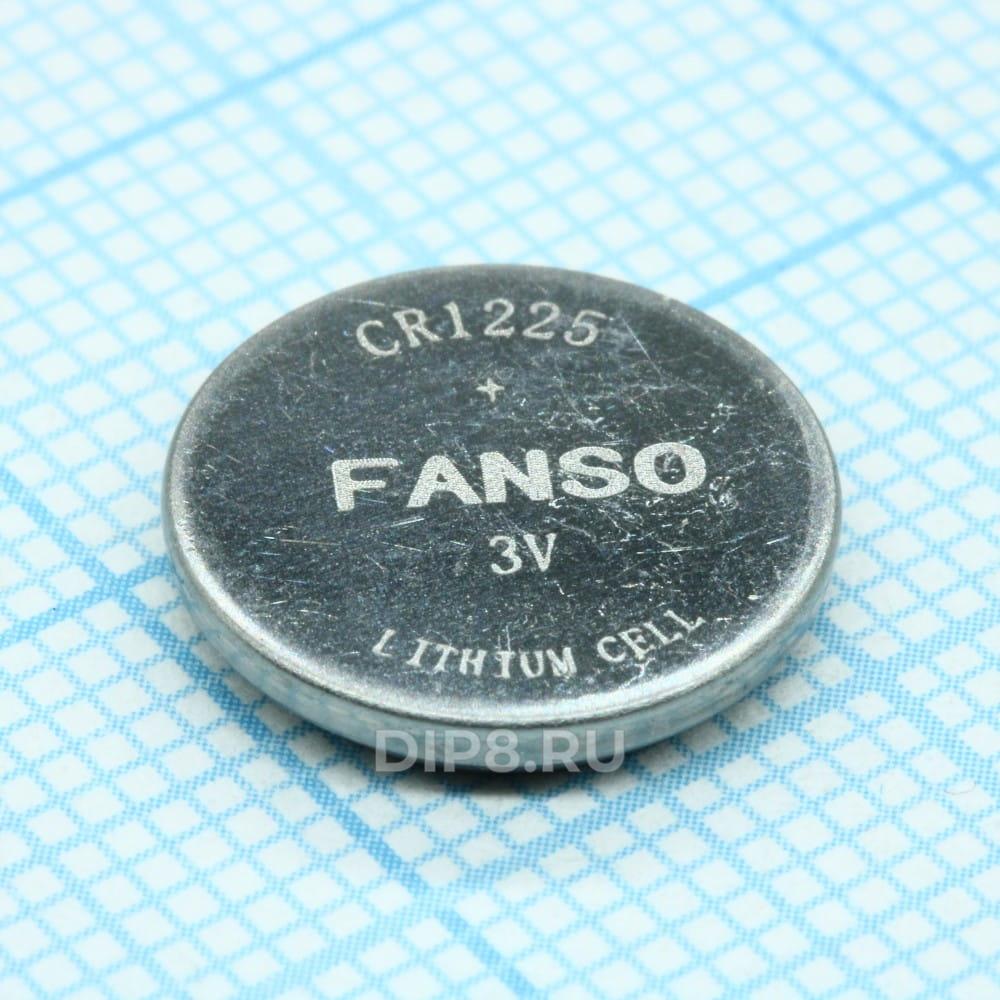 CR1225
+
FANSO
3V
LITHIUM CELL
DIP8.RU